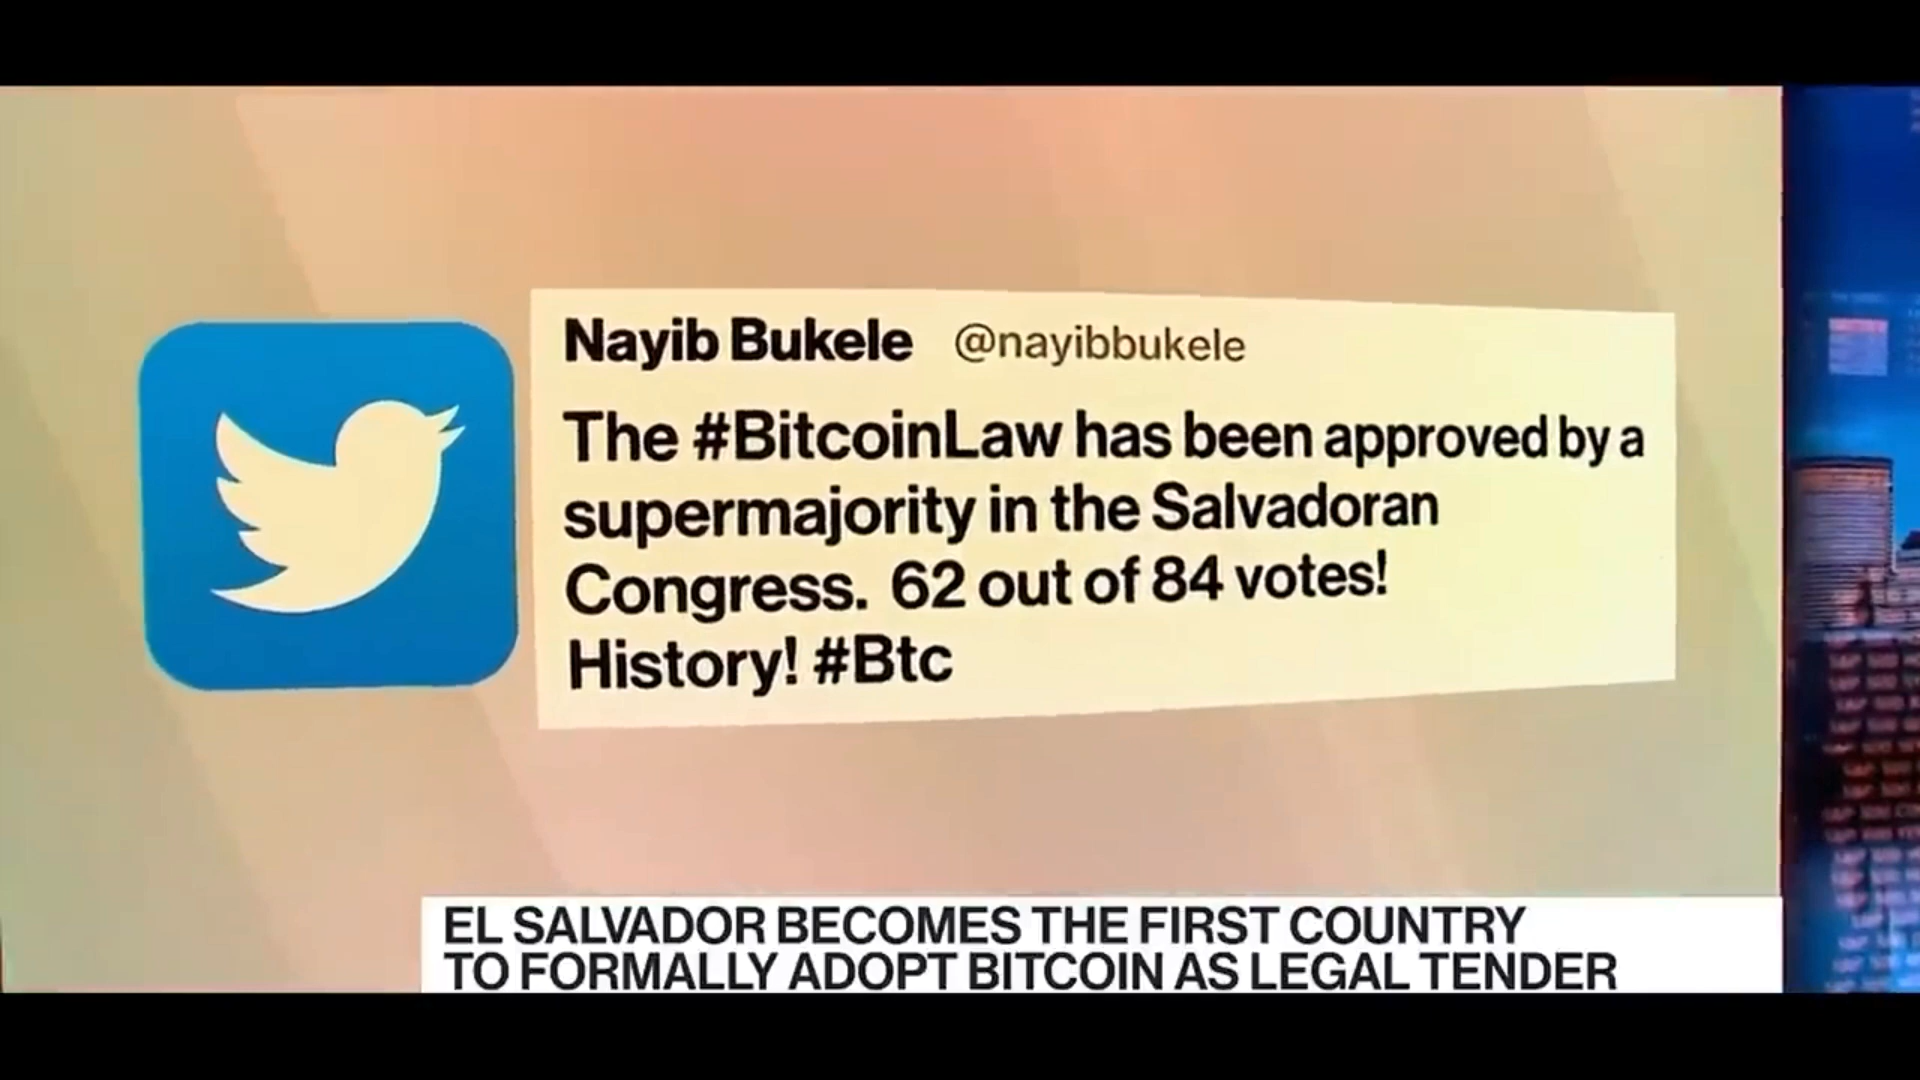 Nayib Bukele @nayibbukele
The #BitcoinLaw has been approved by a
supermajority in the Salvadoran
Congress. 62 out of 84 votes!
History! #Btc
EL SALVADOR BECOMES THE FIRST COUNTRY
TO FORMALLY ADOPT BITCOIN AS LEGAL TENDER